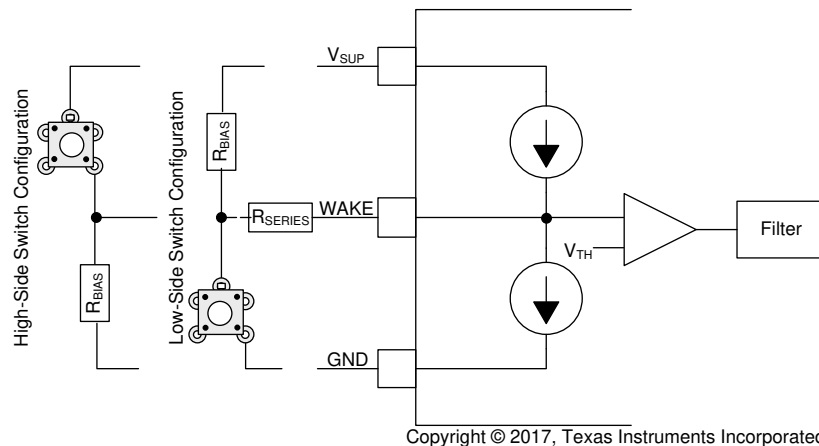 High-Side Switch Configuration
R_BIAS
Low-Side Switch Configuration
R_BIAS
R_SERIES
V_SUP
WAKE
GND
V_TH
Filter
Copyright © 2017, Texas Instruments Incorporated